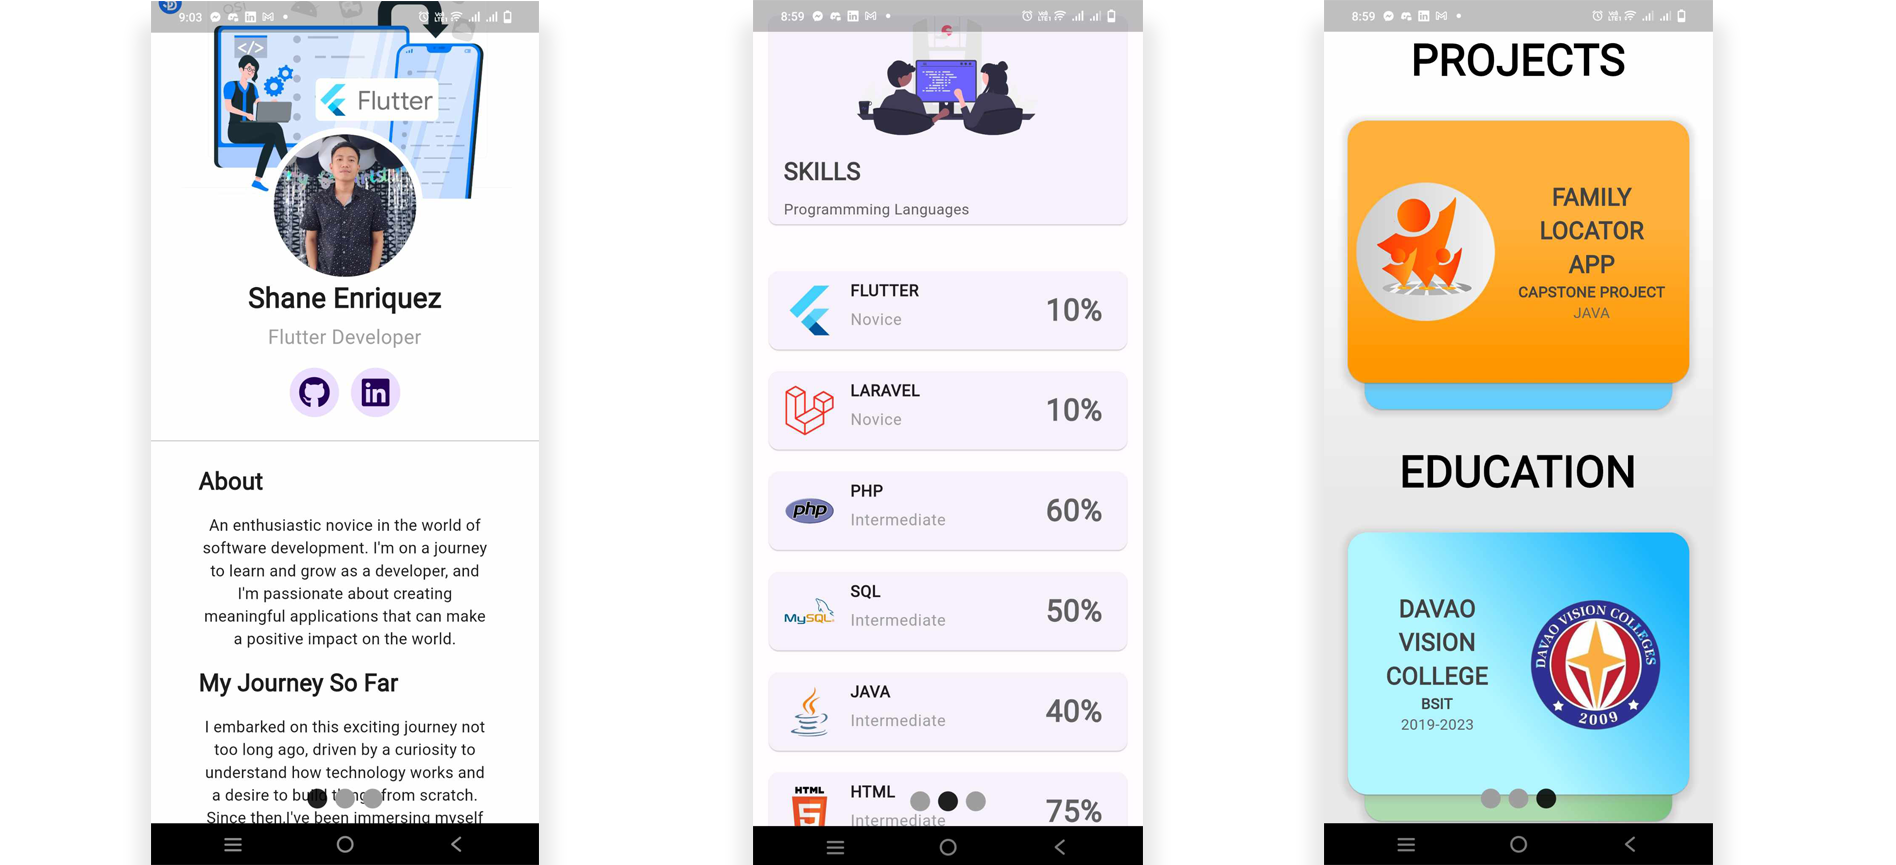 9:03
</>
Flutter
Shane Enriquez
Flutter Developer
in
About
An enthusiastic novice in the world of
software development. I'm on a journey
to learn and grow as a developer, and
I'm passionate about creating
meaningful applications that can make
a positive impact on the world.
My Journey So Far
I embarked on this exciting journey not
too long ago, driven by a curiosity to
understand how technology works and
a desire to build things from scratch.
Since then,I've been immersing myself
8:59
SKILLS
Programmming Languages
FLUTTER
Novice
10%
LARAVEL
Novice
10%
php
PHP
Intermediate
60%
MySQL
SQL
Intermediate
50%
JAVA
Intermediate
40%
HTML
5
HTML
Intermediate
75%
8:59
PROJECTS
FAMILY
LOCATOR
APP
CAPSTONE PROJECT
JAVA
EDUCATION
DAVAO
VISION
COLLEGE
BSIT
2019-2023
DAVAO VISION COLLEGES
2009